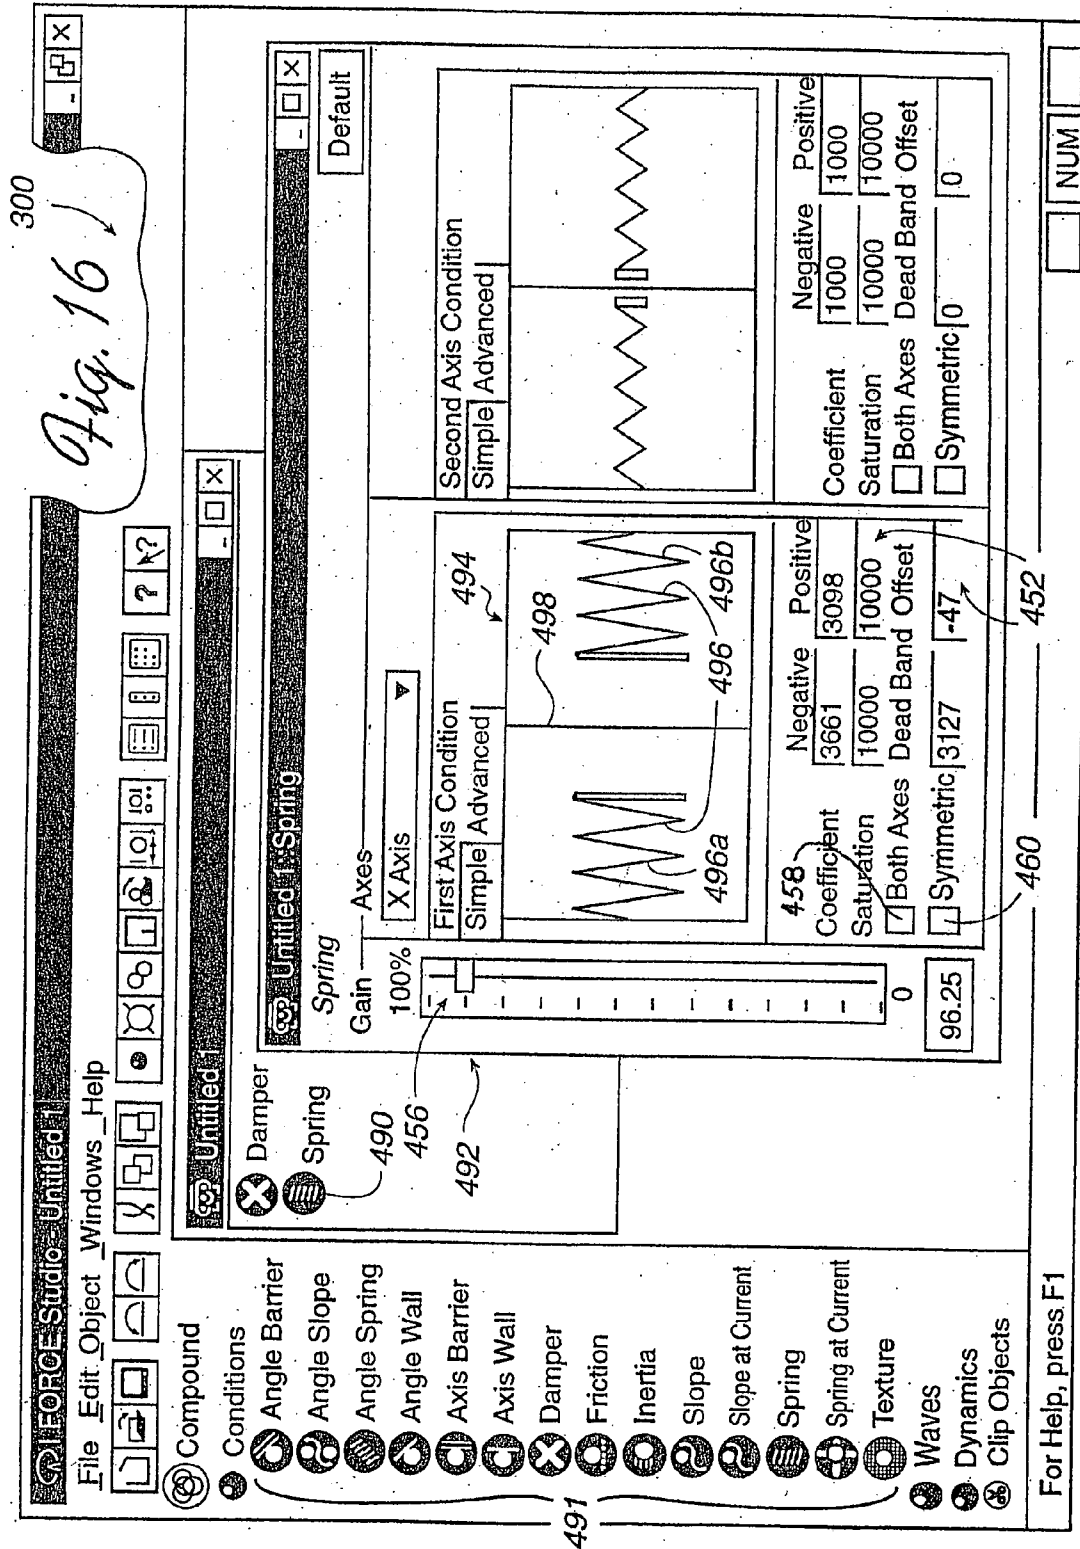 300
Fig. 16
I-FORCE Studio - Untitled 1
File Edit Object Windows Help
Compound
Conditions
Angle Barrier
Angle Slope
Angle Spring
Angle Wall
Axis Barrier
Axis Wall
Damper
Friction
Inertia
Slope
Slope at Current
Spring
Spring at Current
Texture
Waves
Dynamics
Clip Objects
491
Untitled 1
Damper
Spring
490
456
492
Untitled 1 : Spring
Spring
Default
Gain
100%
0
96.25
Axes
X Axis
First Axis Condition
Simple Advanced
494
498
496a
496
496b
Negative Positive
458
Coefficient 3661 3098
Saturation 10000 10000
Both Axes Dead Band Offset
Symmetric 3127 -47
460
452
Second Axis Condition
Simple Advanced
Negative Positive
Coefficient 1000 1000
Saturation 10000 10000
Both Axes Dead Band Offset
Symmetric 0 0
For Help, press F1
NUM